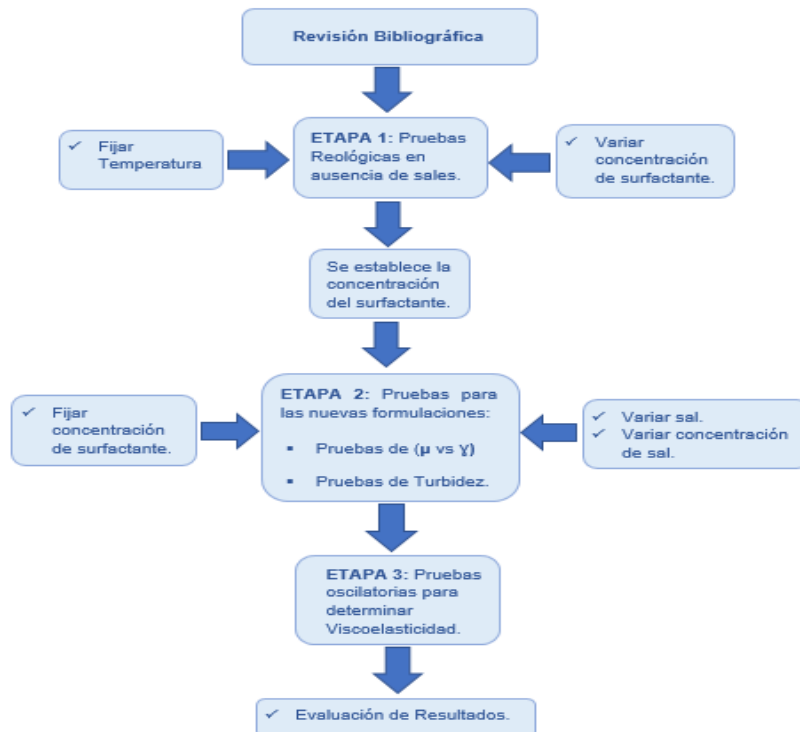 Revisión Bibliográfica
✓ Fijar
Temperatura
ETAPA 1: Pruebas
Reológicas en
ausencia de sales.
✓ Variar
concentración
de surfactante.
Se establece la
concentración
del surfactante.
✓ Fijar
concentración
de surfactante.
ETAPA 2: Pruebas para
las nuevas formulaciones:
▪ Pruebas de (μ vs Ɣ)
▪ Pruebas de Turbidez.
✓ Variar sal.
✓ Variar concentración
de sal.
ETAPA 3: Pruebas
oscilatorias para
determinar
Viscoelasticidad.
✓ Evaluación de Resultados.